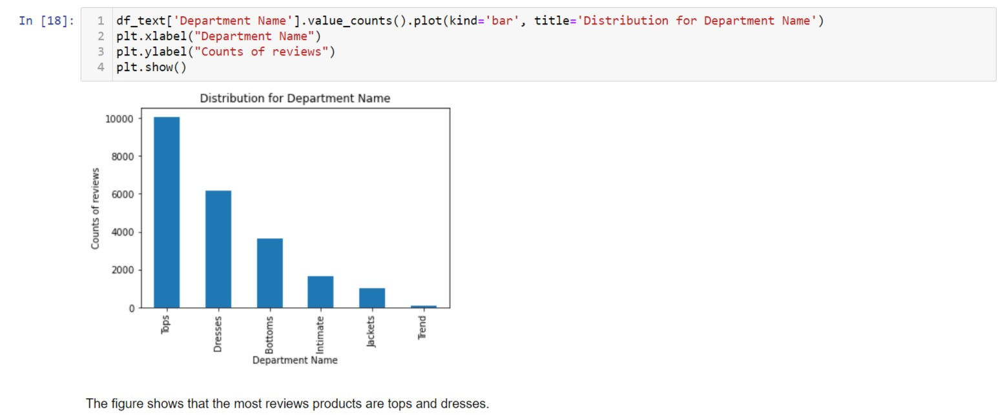 In [18]:
1 df_text['Department Name'].value_counts().plot(kind='bar', title='Distribution for Department Name')
2 plt.xlabel("Department Name")
3 plt.ylabel("Counts of reviews")
4 plt.show()
Distribution for Department Name
Counts of reviews
10000
8000
6000
4000
2000
0
Tops
Dresses
Bottoms
Intimate
Jackets
Trend
Department Name
The figure shows that the most reviews products are tops and dresses.